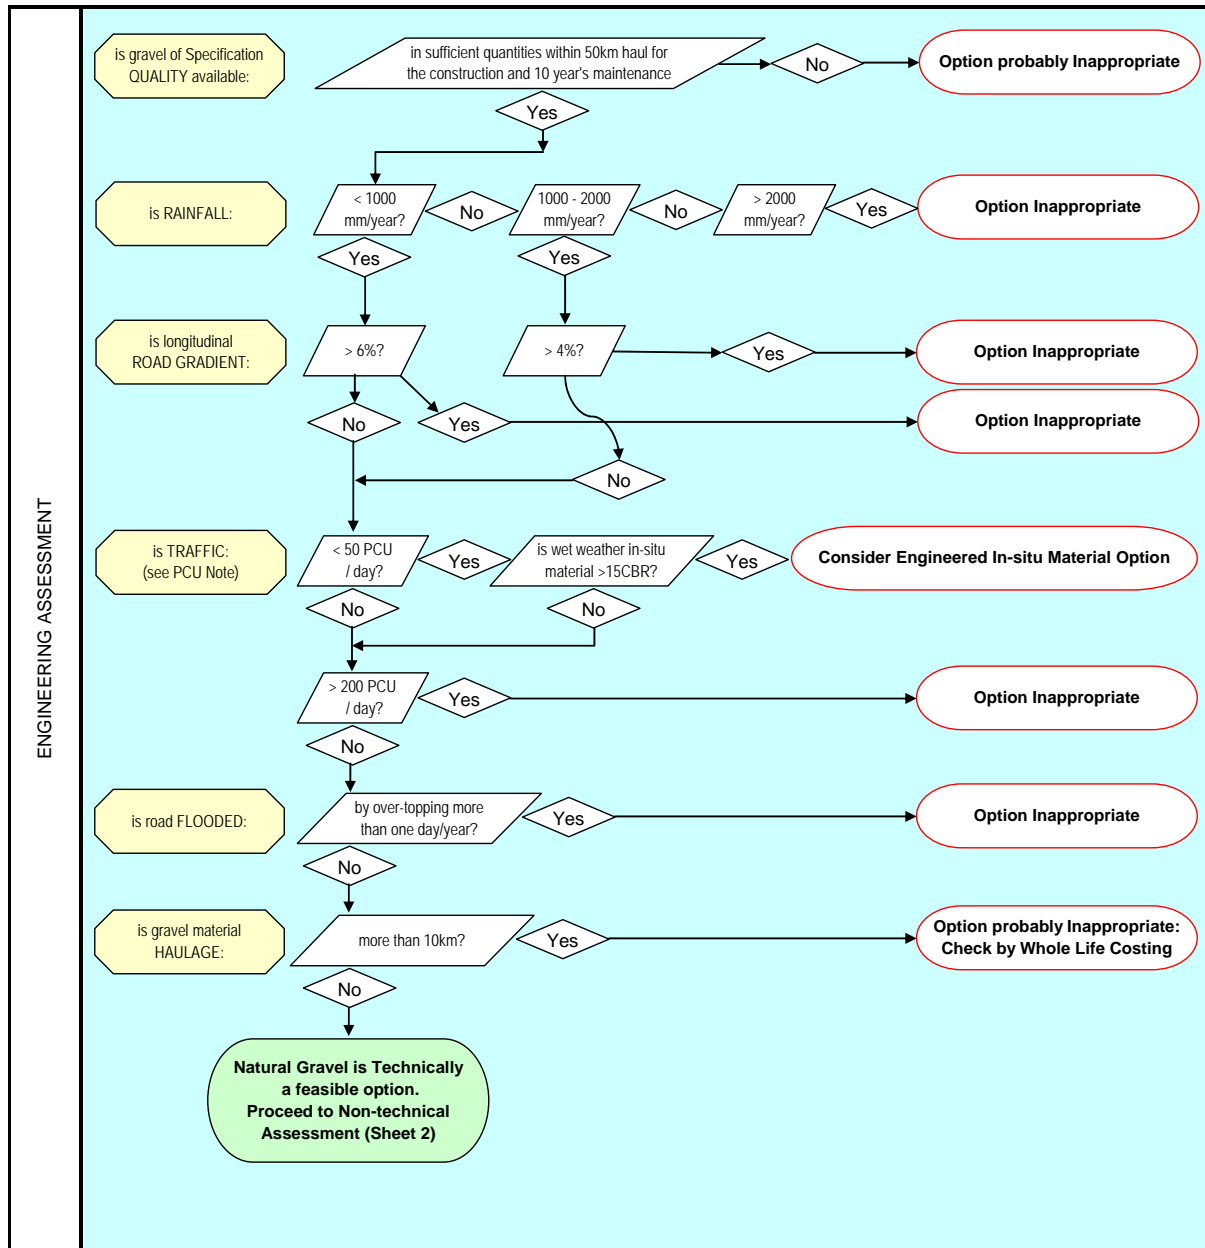 ENGINEERING ASSESSMENT
is gravel of Specification
QUALITY available:
in sufficient quantities within 50km haul for
the construction and 10 year's maintenance
No
Option probably Inappropriate
Yes
is RAINFALL:
< 1000
mm/year?
No
1000 - 2000
mm/year?
No
> 2000
mm/year?
Yes
Option Inappropriate
Yes
Yes
is longitudinal
ROAD GRADIENT:
> 6%?
> 4%?
Yes
Option Inappropriate
No
Yes
Option Inappropriate
No
is TRAFFIC:
(see PCU Note)
< 50 PCU
/ day?
Yes
is wet weather in-situ
material >15CBR?
Yes
Consider Engineered In-situ Material Option
No
No
> 200 PCU
/ day?
Yes
Option Inappropriate
No
is road FLOODED:
by over-topping more
than one day/year?
Yes
Option Inappropriate
No
is gravel material
HAULAGE:
more than 10km?
Yes
Option probably Inappropriate:
Check by Whole Life Costing
No
Natural Gravel is Technically
a feasible option.
Proceed to Non-technical
Assessment (Sheet 2)